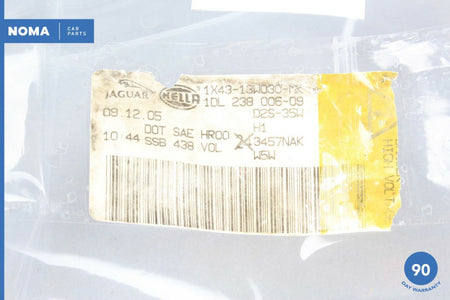 NOMA CAR PARTS
JAGUAR HELLA 1X43-13W030-MK
1DL 238 006-09
09.12.05 D2S-35W
DOT SAE HR00 H1
10:44 SSB 438 VOL 3457NAK
W5W
HIGH VOLT
90
DAY WARRANTY